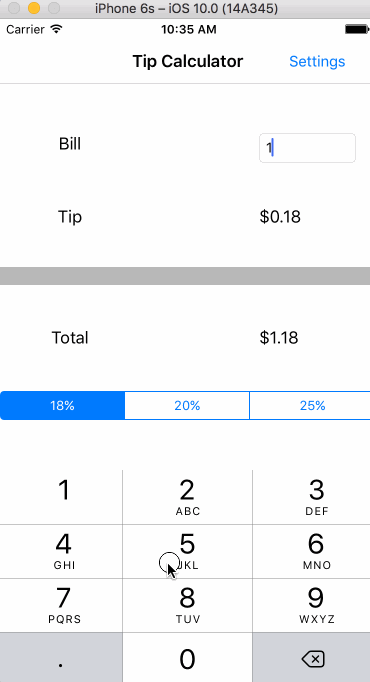 iPhone 6s – iOS 10.0 (14A345)
Carrier 10:35 AM
Tip Calculator Settings
Bill 1
Tip $0.18
Total $1.18
18% 20% 25%
1 2 3
ABC DEF
4 5 6
GHI JKL MNO
7 8 9
PQRS TUV WXYZ
. 0